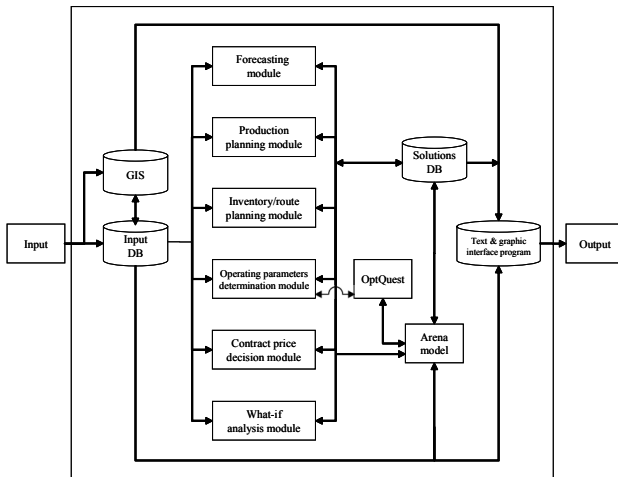 Forecasting
module
Production
planning module
Solutions
DB
GIS
Inventory/route
planning module
Input
Input
DB
Text & graphic
interface program
Output
Operating parameters
determination module
OptQuest
Contract price
decision module
Arena
model
What-if
analysis module